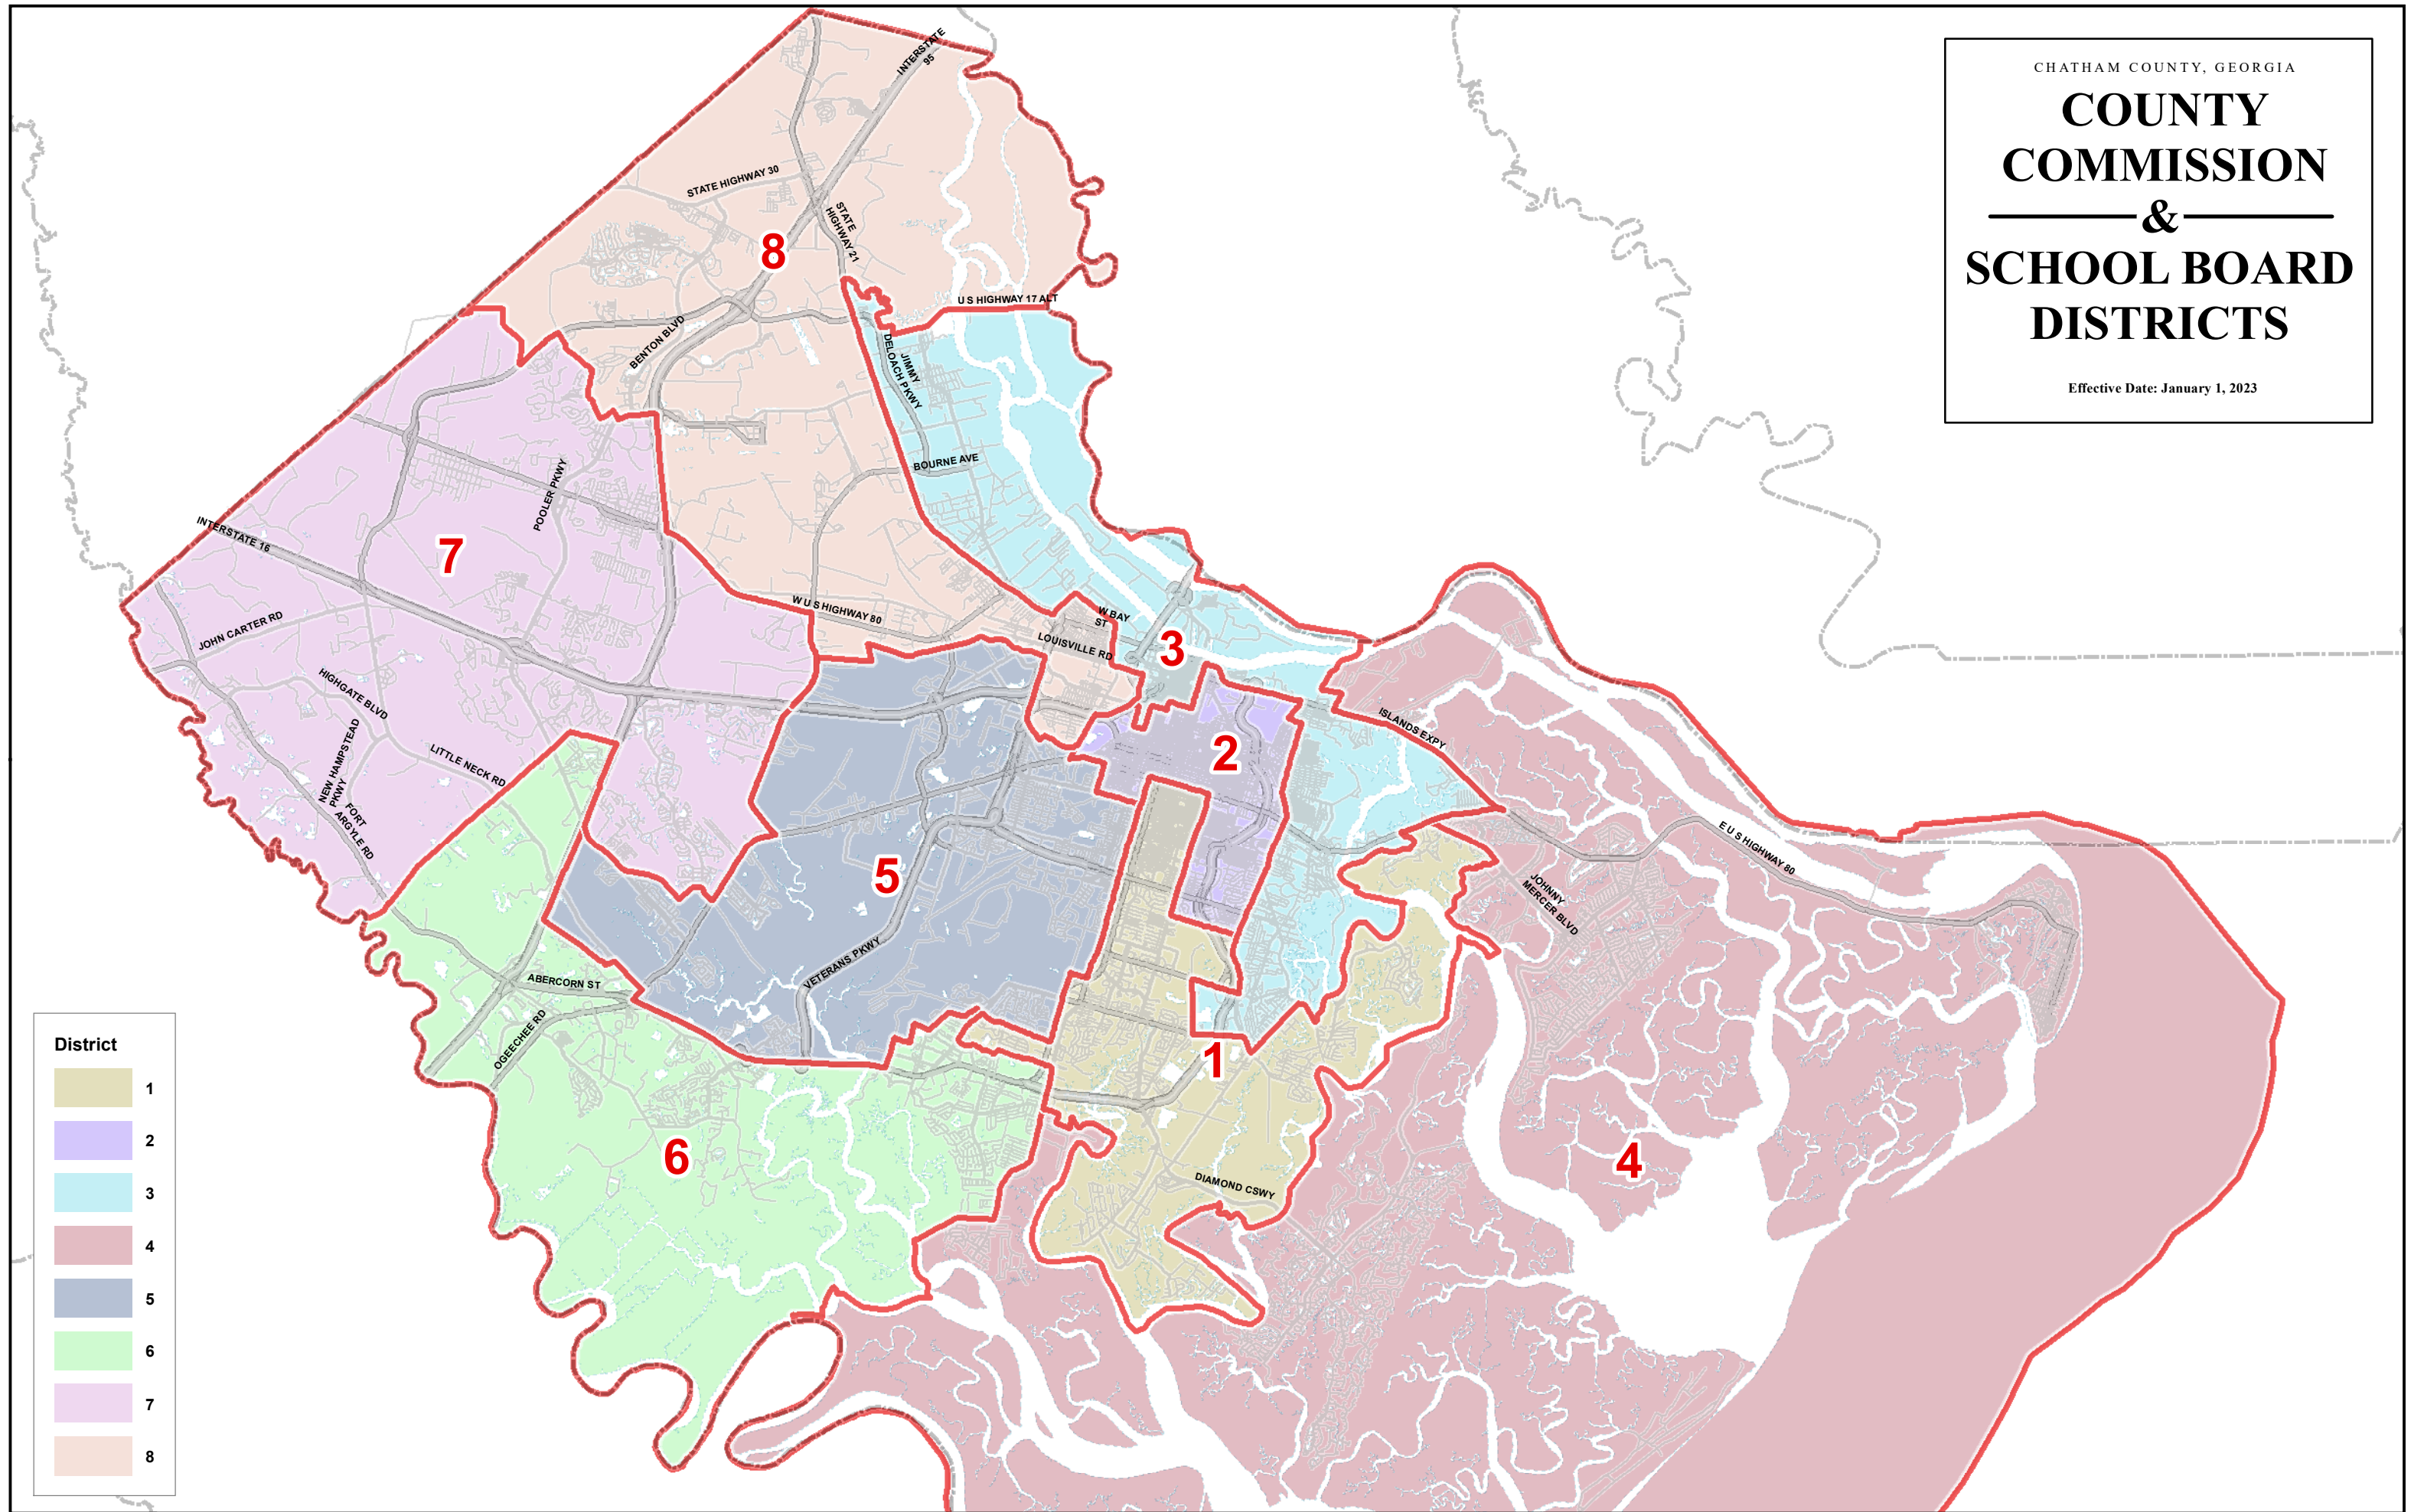 CHATHAM COUNTY, GEORGIA
COUNTY
COMMISSION
&
SCHOOL BOARD
DISTRICTS
Effective Date: January 1, 2023
INTERSTATE
95
STATE HIGHWAY 30
STATE
HIGHWAY 21
8
U S HIGHWAY 17 ALT
BENTON BLVD
JIMMY
DELOACH PKWY
BOURNE AVE
POOLER PKWY
INTERSTATE 16
7
W U S HIGHWAY 80
W BAY
ST
LOUISVILLE RD
3
JOHN CARTER RD
HIGHGATE BLVD
NEW HAMPSTEAD
PKWY
LITTLE NECK RD
FORT
ARGYLE RD
ISLANDS EXPY
2
E U S HIGHWAY 80
5
JOHNNY
MERCER BLVD
VETERANS PKWY
ABERCORN ST
OGEECHEE RD
1
6
4
DIAMOND CSWY
District
1
2
3
4
5
6
7
8